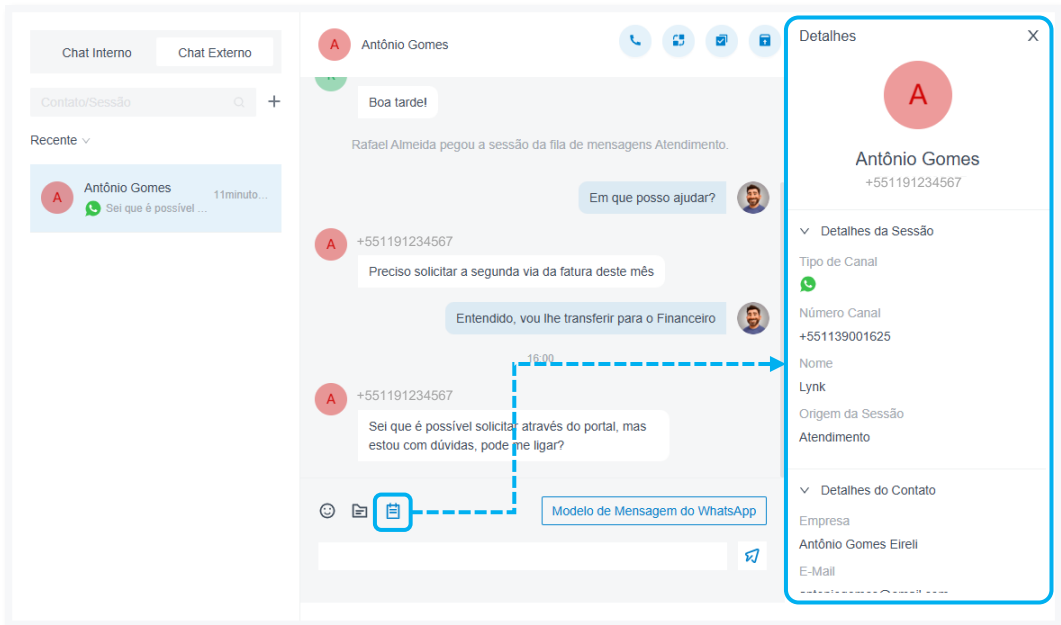 Chat Interno
Chat Externo
Contato/Sessão
Recente
A
Antônio Gomes
11minuto...
Sei que é possível ...
A
Antônio Gomes
Boa tarde!
Rafael Almeida pegou a sessão da fila de mensagens Atendimento.
Em que posso ajudar?
A
+551191234567
Preciso solicitar a segunda via da fatura deste mês
Entendido, vou lhe transferir para o Financeiro
16:00
A
+551191234567
Sei que é possível solicitar através do portal, mas
estou com dúvidas, pode me ligar?
Modelo de Mensagem do WhatsApp
Detalhes
X
A
Antônio Gomes
+551191234567
Detalhes da Sessão
Tipo de Canal
Número Canal
+551139001625
Nome
Lynk
Origem da Sessão
Atendimento
Detalhes do Contato
Empresa
Antônio Gomes Eireli
E-Mail